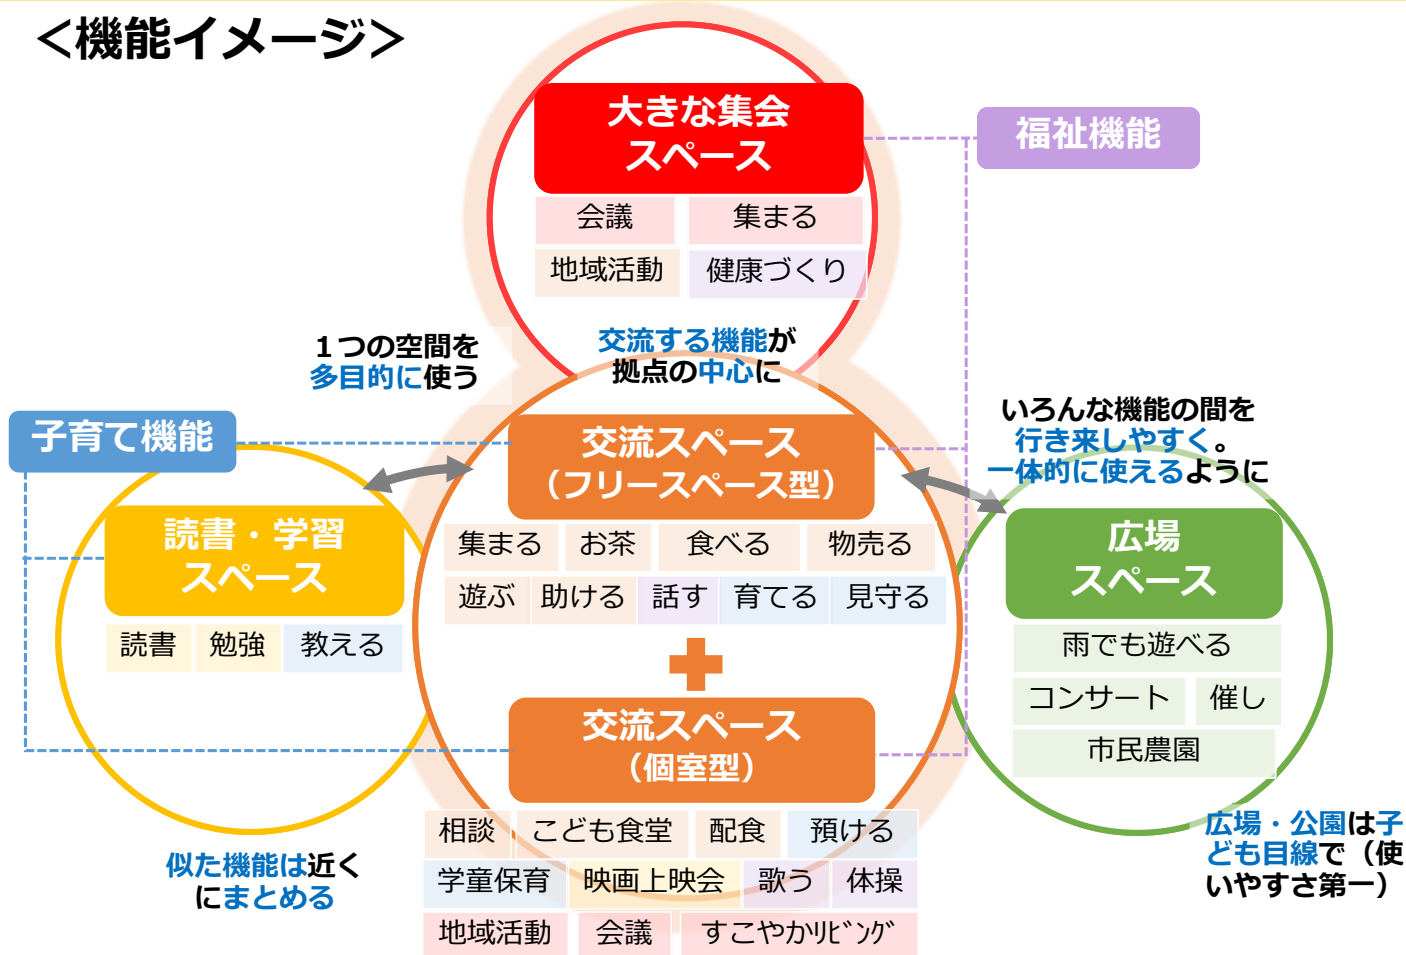 ＜機能イメージ＞
大きな集会
スペース
福祉機能
会議
集まる
地域活動
健康づくり
１つの空間を
多目的に使う
交流する機能が
拠点の中心に
いろんな機能の間を
行き来しやすく。
一体的に使えるように
子育て機能
交流スペース
（フリースペース型）
読書・学習
スペース
広場
スペース
集まる
お茶
食べる
物売る
遊ぶ
助ける
話す
育てる
見守る
読書
勉強
教える
雨でも遊べる
コンサート
催し
市民農園
交流スペース
（個室型）
相談
こども食堂
配食
預ける
学童保育
映画上映会
歌う
体操
地域活動
会議
すこやかﾘﾋﾞﾝｸﾞ
似た機能は近く
にまとめる
広場・公園は子
ども目線で（使
いやすさ第一）